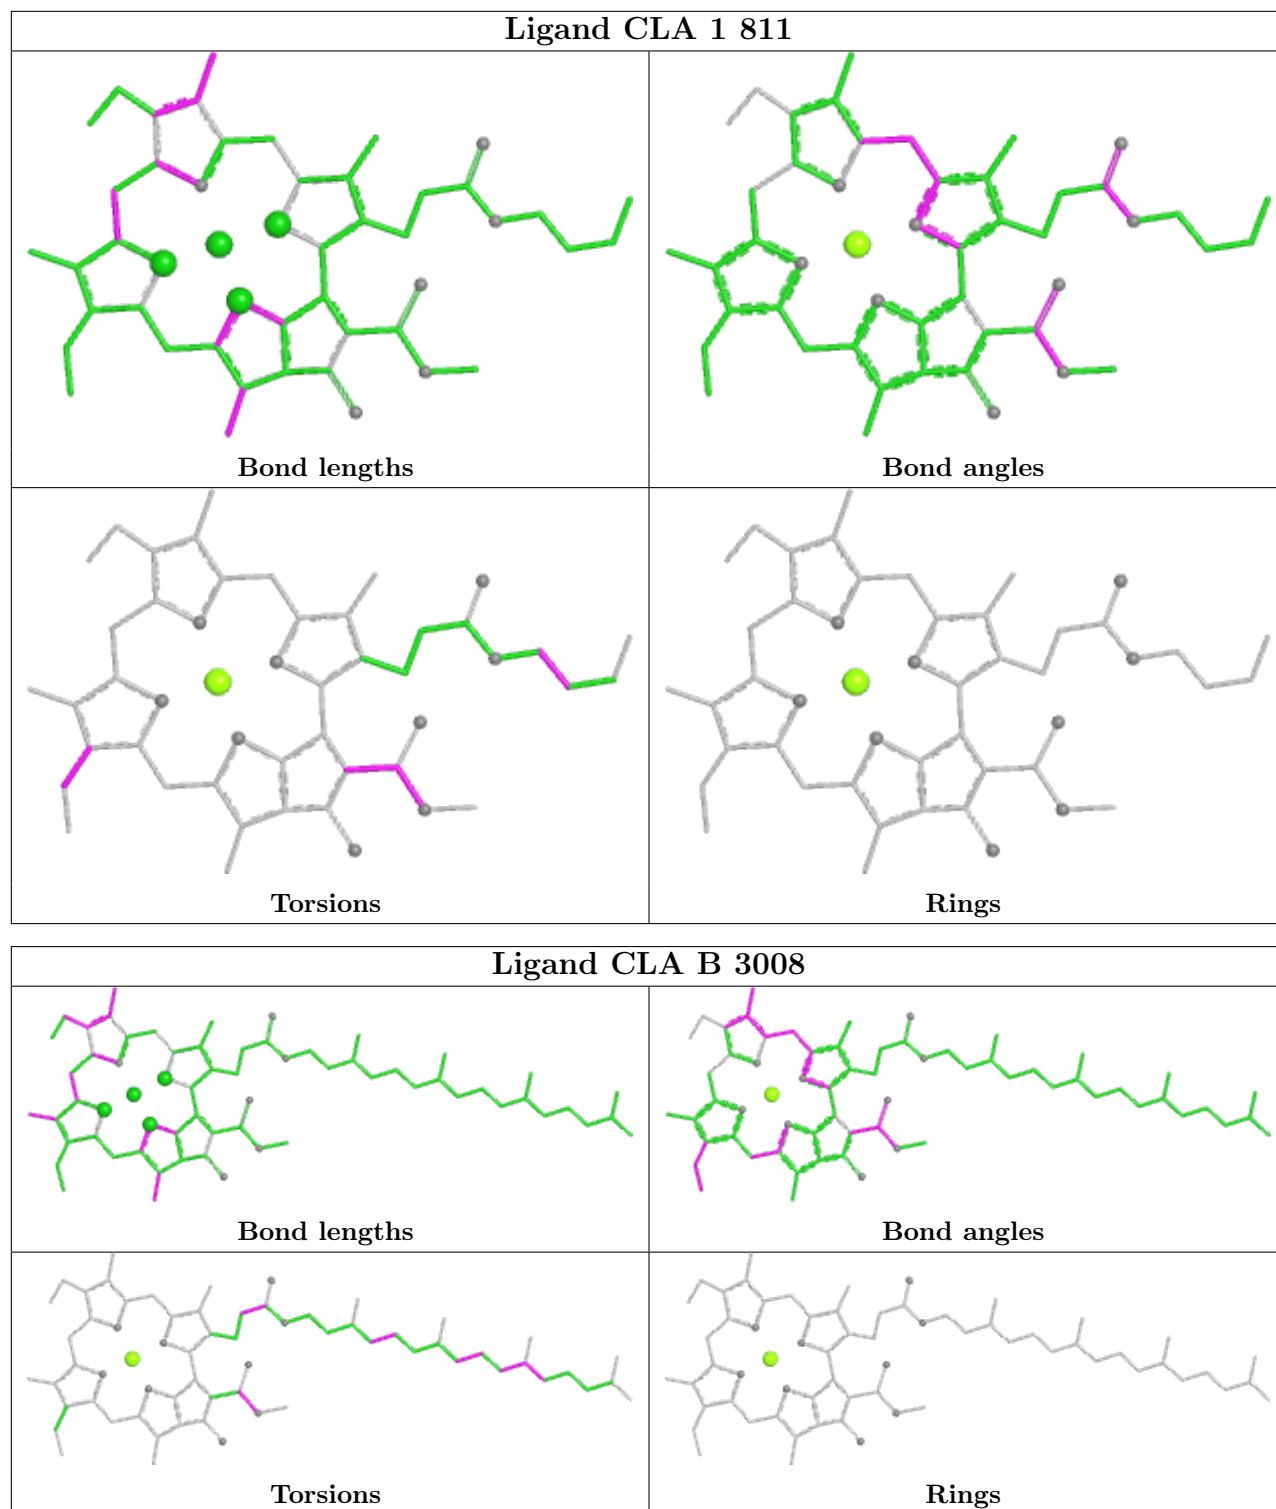 Ligand CLA 1 811
Bond lengths
Bond angles
Torsions
Rings
Ligand CLA B 3008
Bond lengths
Bond angles
Torsions
Rings